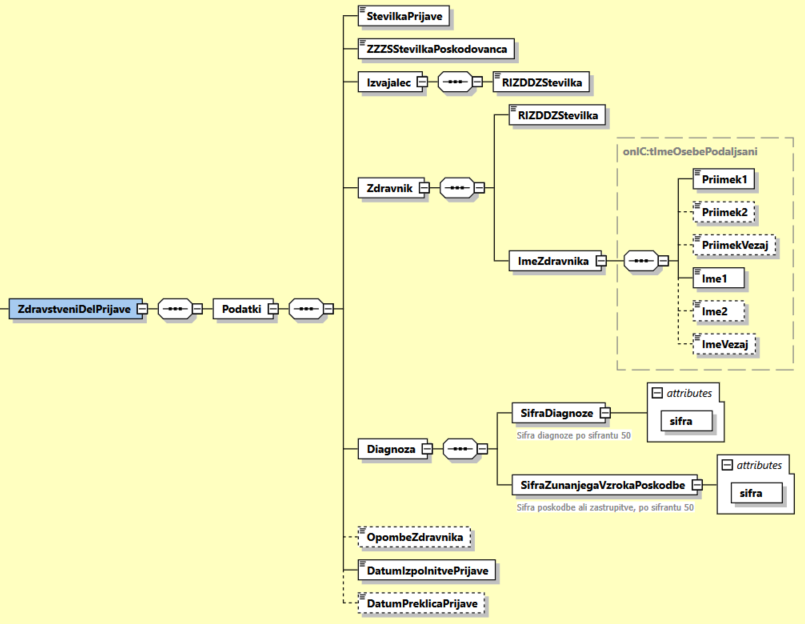 StevilkaPrijave
ZZZSStevilkaPoskodovanca
Izvajalec
RIZDDZStevilka
RIZDDZStevilka
onIC:tImeOsebePodaljsani
Priimek1
Zdravnik
Priimek2
PriimekVezaj
ImeZdravnika
Ime1
Ime2
ZdravstveniDelPrijave
Podatki
ImeVezaj
attributes
SifraDiagnoze
sifra
Sifra diagnoze po sifrantu 50
Diagnoza
attributes
SifraZunanjegaVzrokaPoskodbe
sifra
Sifra poskodbe ali zastrupitve, po sifrantu 50
OpombeZdravnika
DatumIzpolnitvePrijave
DatumPreklicaPrijave